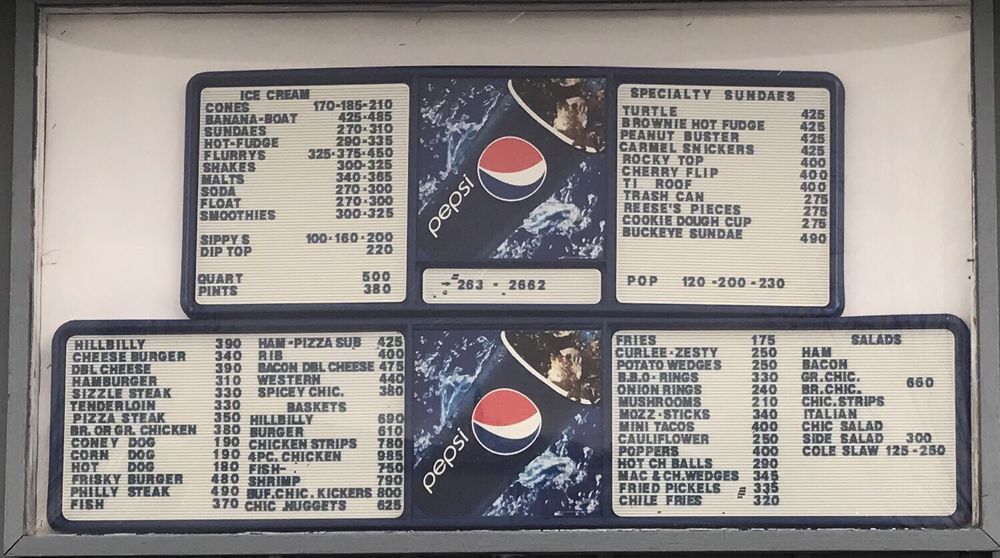 ICE CREAM
CONES 170-185-210
BANANA-BOAT 425-485
SUNDAES 270-310
HOT-FUDGE 290-335
FLURRYS 325-375-450
SHAKES 300-325
MALTS 340-365
SODA 270-300
FLOAT 270-300
SMOOTHIES 300-325
SIPPYS 100-160-200
DIP TOP 220
QUART 500
PINTS 380
pepsi
263 - 2662
SPECIALTY SUNDAES
TURTLE 425
BROWNIE HOT FUDGE 425
PEANUT BUSTER 425
CARMEL SNICKERS 425
ROCKY TOP 400
CHERRY FLIP 400
TI ROOF 400
TRASH CAN 275
REESE'S PIECES 275
COOKIE DOUGH CUP 275
BUCKEYE SUNDAE 490
POP 120-200-230
HILLBILLY 390
CHEESE BURGER 340
DBL CHEESE 390
HAMBURGER 310
SIZZLE STEAK 330
TENDERLOIN 330
PIZZA STEAK 350
BR. OR GR. CHICKEN 380
CONEY DOG 190
CORN DOG 190
HOT DOG 180
FRISKY BURGER 480
PHILLY STEAK 490
FISH 370
HAM-PIZZA SUB 425
RIB 400
BACON DBL CHEESE 475
WESTERN 440
SPICEY CHIC. 380
BASKETS
HILLBILLY 690
BURGER 610
CHICKEN STRIPS 780
4PC. CHICKEN 985
FISH- 750
SHRIMP 790
BUF. CHIC. KICKERS 800
CHIC .NUGGETS 625
pepsi
FRIES 175
CURLEE-ZESTY 250
POTATO WEDGES 250
B.B.O- RINGS 330
ONION RINGS 240
MUSHROOMS 210
MOZZ-STICKS 340
MINI TACOS 400
CAULIFLOWER 250
POPPERS 400
HOT CH BALLS 290
MAC & CH.WEDGES 345
FRIED PICKELS 335
CHILE FRIES 320
SALADS
HAM
BACON
GR. CHIC. 660
BR. CHIC.
CHIC.STRIPS
ITALIAN
CHIC SALAD
SIDE SALAD 300
COLE SLAW 125-250